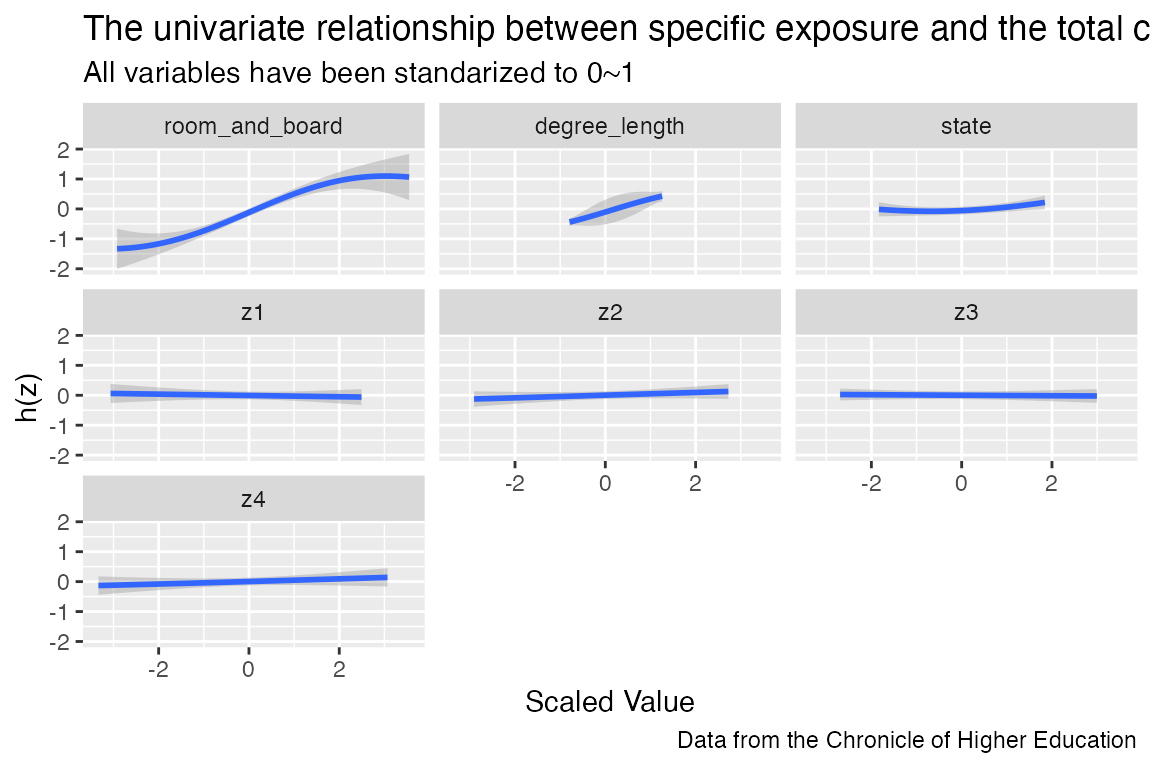 The univariate relationship between specific exposure and the total c
All variables have been standarized to 0~1
room_and_board degree_length state
2
1
0
-1
-2
z1 z2 z3
2
1
0
-1
-2
-2 0 2 -2 0 2
z4
2
1
0
-1
-2
-2 0 2
h(z)
Scaled Value
Data from the Chronicle of Higher Education